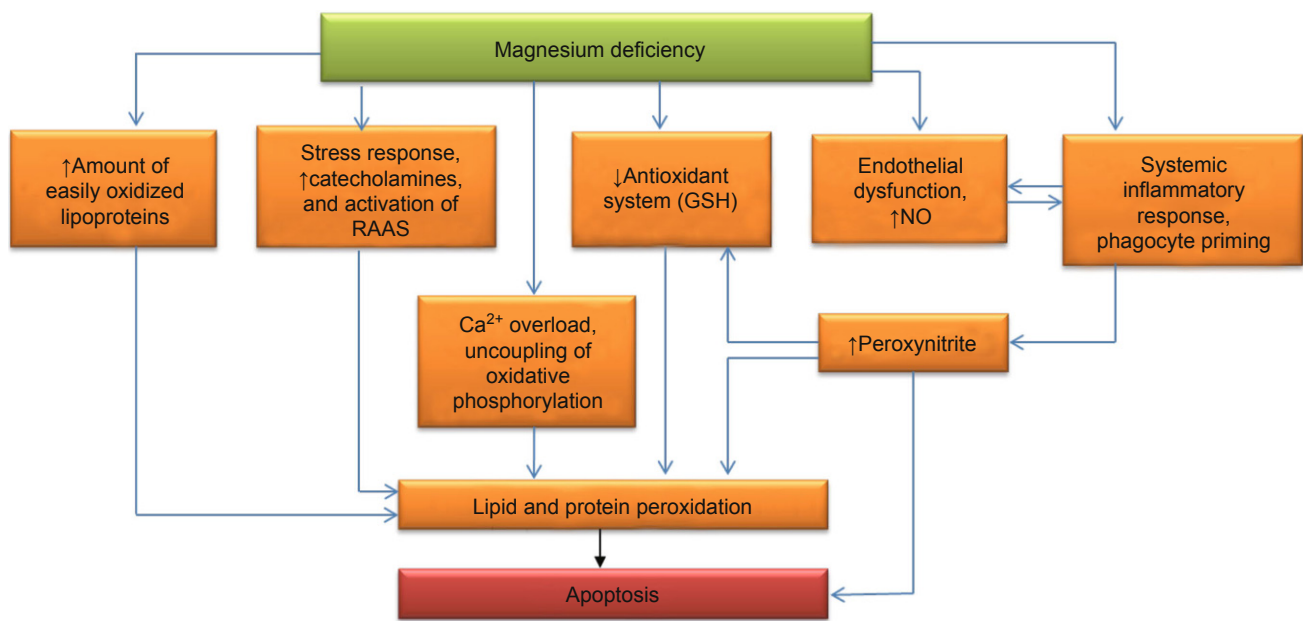 Magnesium deficiency
↑Amount of
easily oxidized
lipoproteins
Stress response,
↑catecholamines,
and activation of
RAAS
↓Antioxidant
system (GSH)
Endothelial
dysfunction,
↑NO
Systemic
inflammatory
response,
phagocyte priming
Ca²⁺ overload,
uncoupling of
oxidative
phosphorylation
↑Peroxynitrite
Lipid and protein peroxidation
Apoptosis